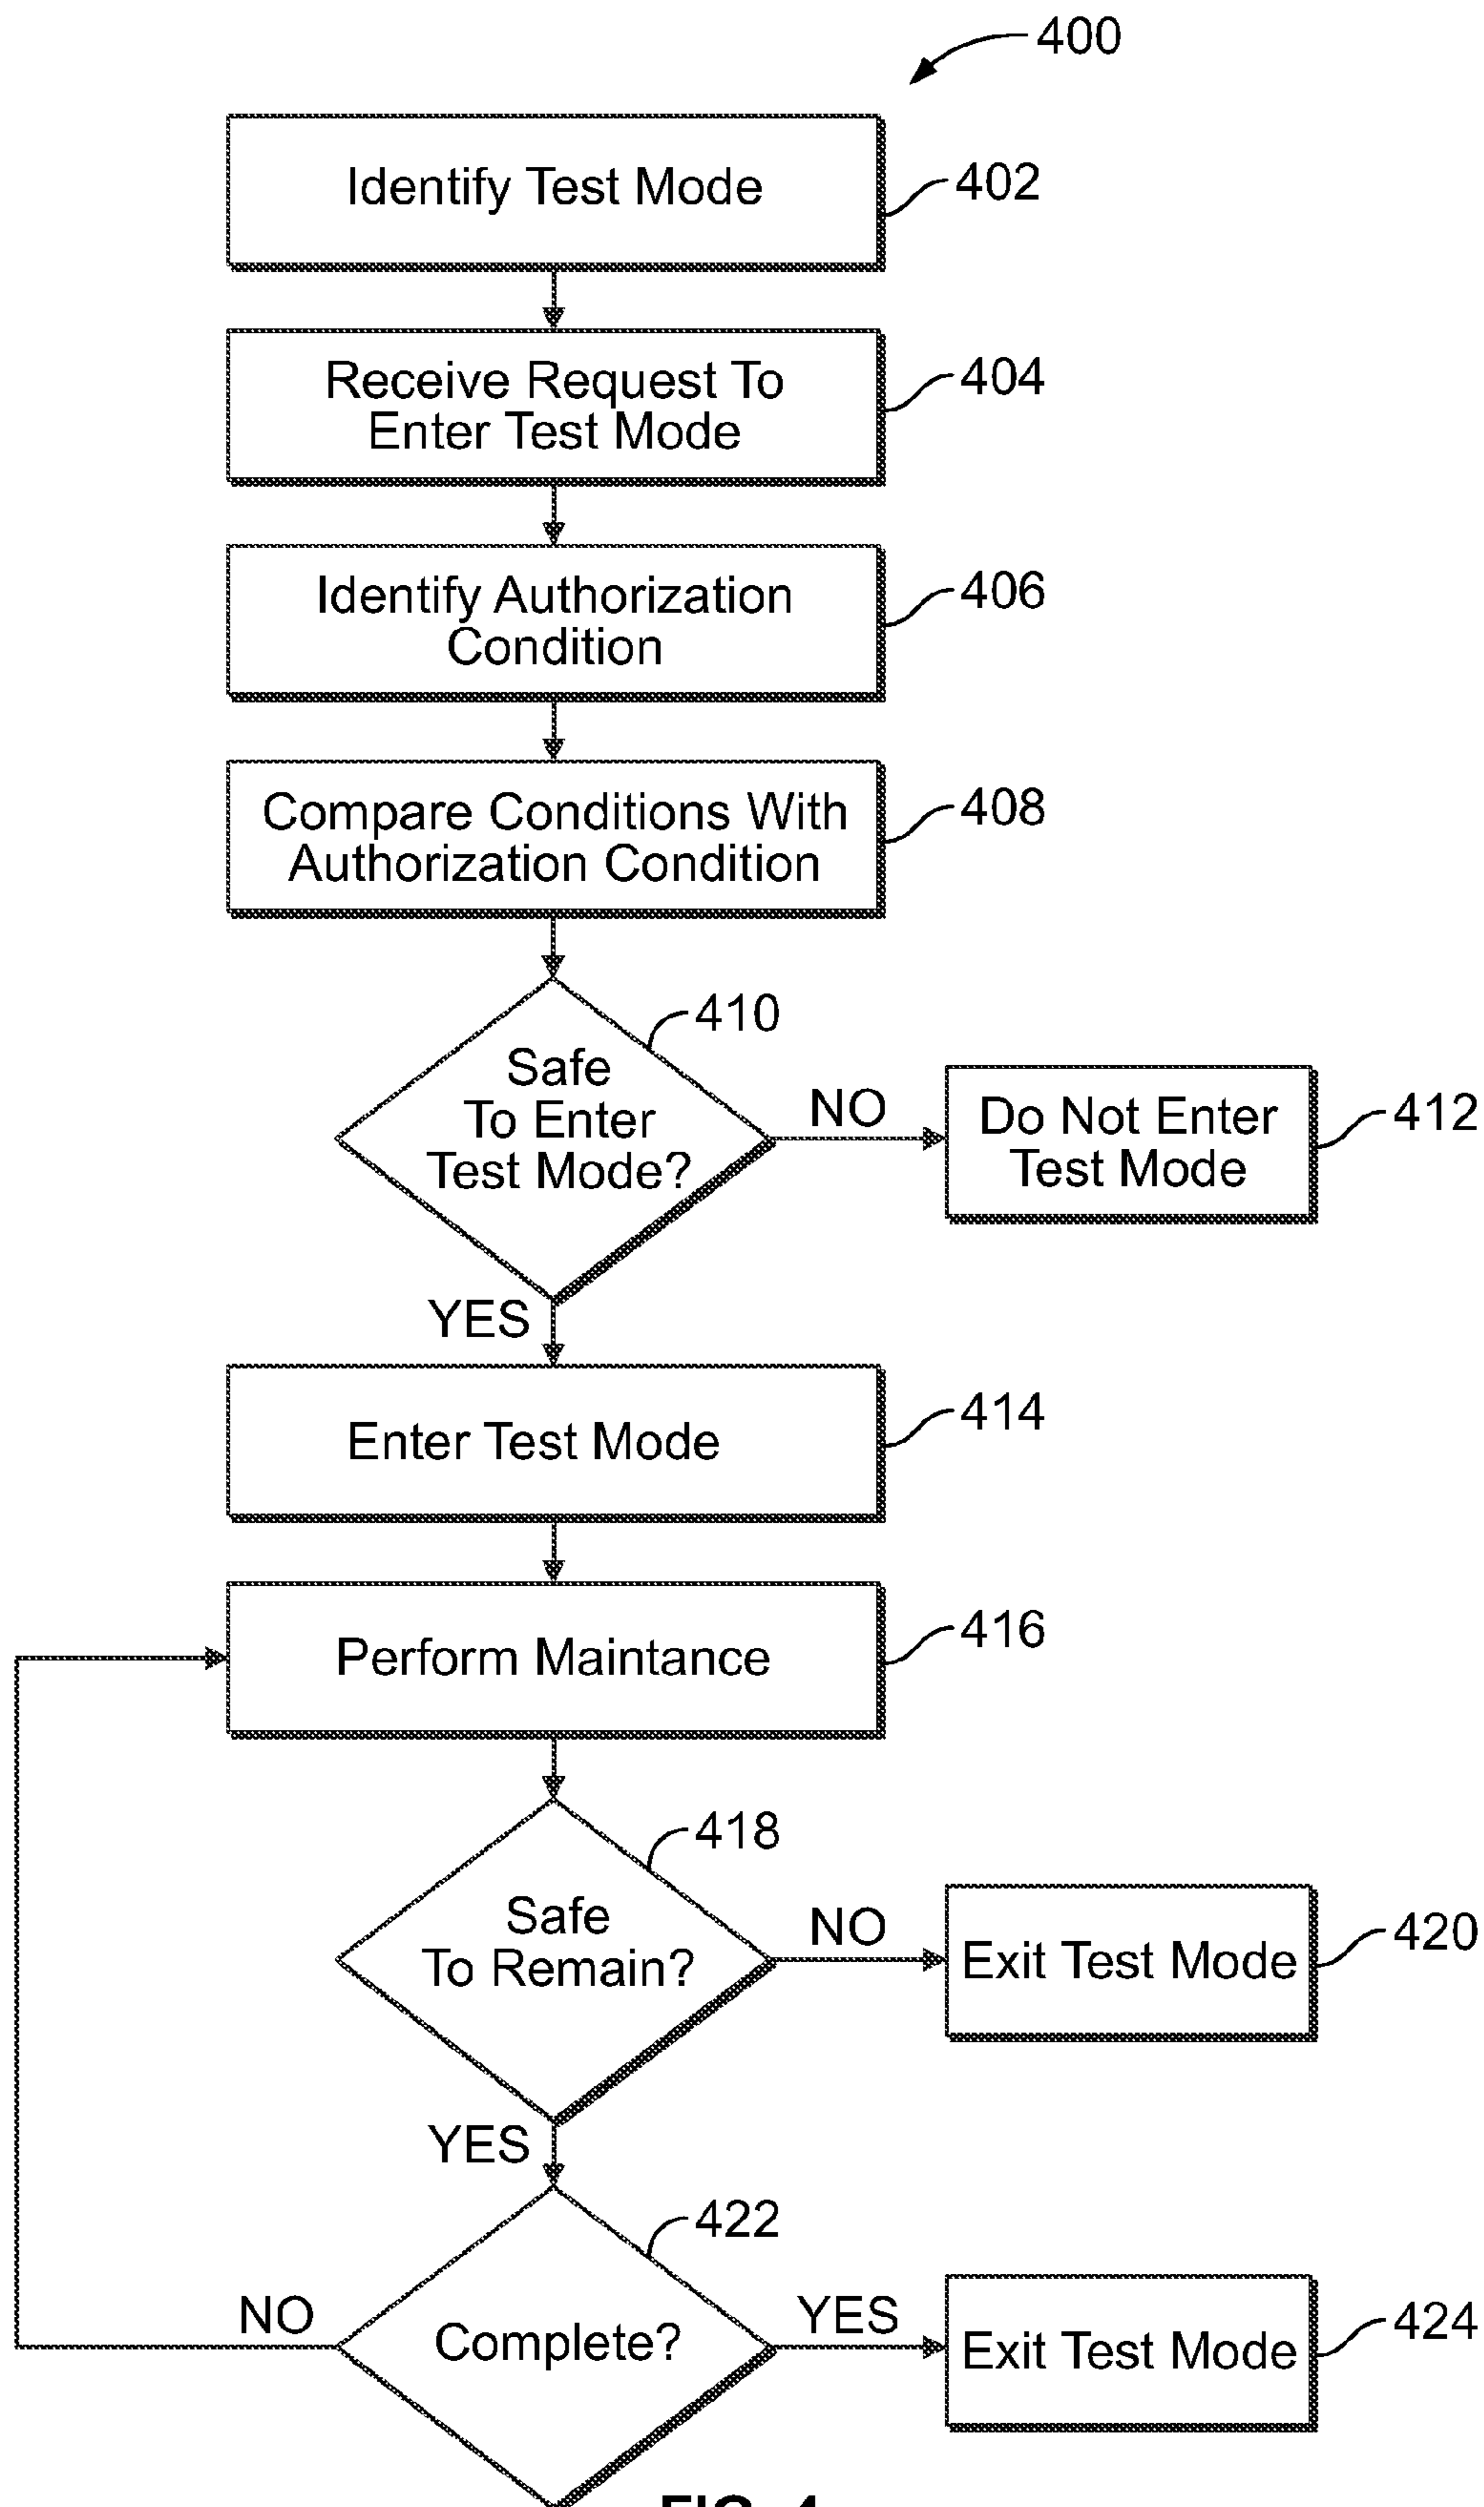 400
Identify Test Mode
402
Receive Request To
Enter Test Mode
404
Identify Authorization
Condition
406
Compare Conditions With
Authorization Condition
408
410
Safe
To Enter
Test Mode?
NO
Do Not Enter
Test Mode
412
YES
Enter Test Mode
414
Perform Maintance
416
418
Safe
To Remain?
NO
Exit Test Mode
420
YES
422
Complete?
NO
YES
Exit Test Mode
424